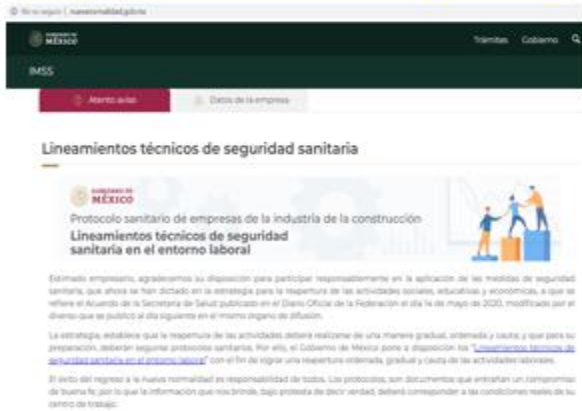 No es seguro | nuevanormalidad.gob.mx
GOBIERNO DE
MÉXICO
Trámites Gobierno
IMSS
Atento aviso Datos de la empresa
Lineamientos técnicos de seguridad sanitaria
GOBIERNO DE
MÉXICO
Protocolo sanitario de empresas de la industria de la construcción
Lineamientos técnicos de seguridad
sanitaria en el entorno laboral
Estimado empresario, agradecemos su disposición para participar responsablemente en la aplicación de las medidas de seguridad
sanitaria, que ahora se han dictado en la estrategia para la reapertura de las actividades sociales, educativas y económicas, a que se
refiere el Acuerdo de la Secretaría de Salud publicado en el Diario Oficial de la Federación el día 14 de mayo de 2020, modificado por el
diverso que se publicó al día siguiente en el mismo órgano de difusión.
La estrategia, establece que la reapertura de las actividades deberá realizarse de una manera gradual, ordenada y cauta, y que para su
preparación, deberán seguirse protocolos sanitarios. Por ello, el Gobierno de México pone a disposición los "Lineamientos técnicos de
seguridad sanitaria en el entorno laboral" con el fin de lograr una reapertura ordenada, gradual y cauta de las actividades laborales.
El éxito del regreso a la nueva normalidad es responsabilidad de todos. Los protocolos, son documentos que entrañan un compromiso
de buena fe, por lo que la información que nos brinde, bajo protesta de decir verdad, deberá corresponder a las condiciones reales de su
centro de trabajo.